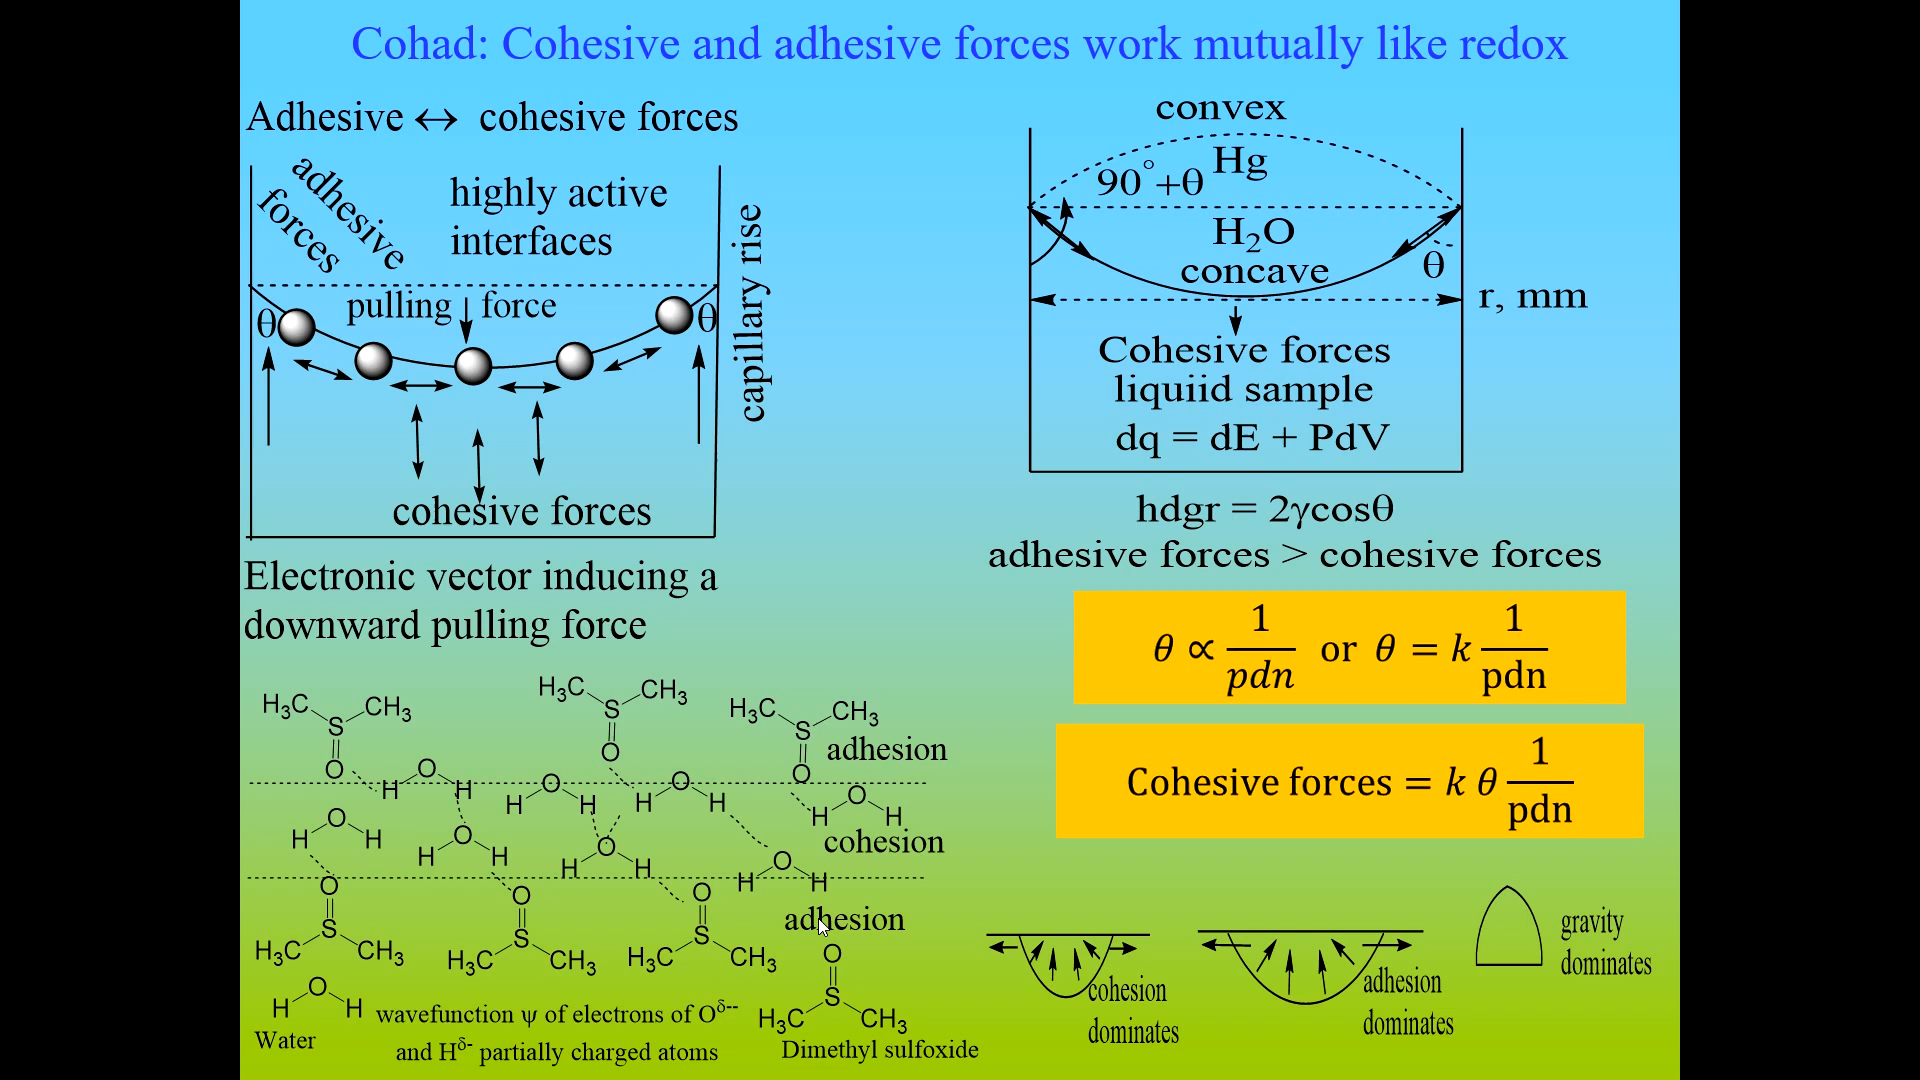 Cohad: Cohesive and adhesive forces work mutually like redox
Adhesive ↔ cohesive forces
adhesive
forces
highly active
interfaces
pulling force
θ
θ
capillary rise
cohesive forces
Electronic vector inducing a
downward pulling force
H₃C CH₃
S
O
H₃C CH₃
S
O
H₃C CH₃
S
O
adhesion
O
H H
O
H H
O
H H
O
H H
O
H H
O
H H
O
H H
O
H H
cohesion
adhesion
O
S
H₃C CH₃
O
S
H₃C CH₃
O
S
H₃C CH₃
O
S
H₃C CH₃
Dimethyl sulfoxide
O
H H
Water
wavefunction ψ of electrons of Oᵟ⁻⁻
and Hᵟ⁻ partially charged atoms
convex
Hg
90°+θ
H₂O
concave
θ
r, mm
Cohesive forces
liquiid sample
dq = dE + PdV
hdgr = 2γcosθ
adhesive forces > cohesive forces
θ ∝ 1/pdn or θ = k 1/pdn
Cohesive forces = k θ 1/pdn
cohesion
dominates
adhesion
dominates
gravity
dominates